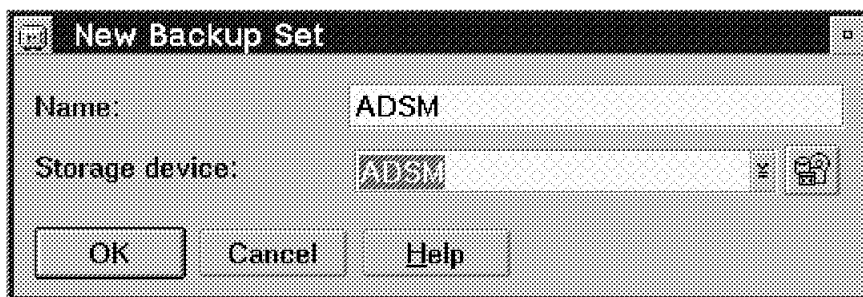 New Backup Set
Name: ADSM
Storage device: ADSM
OK Cancel Help